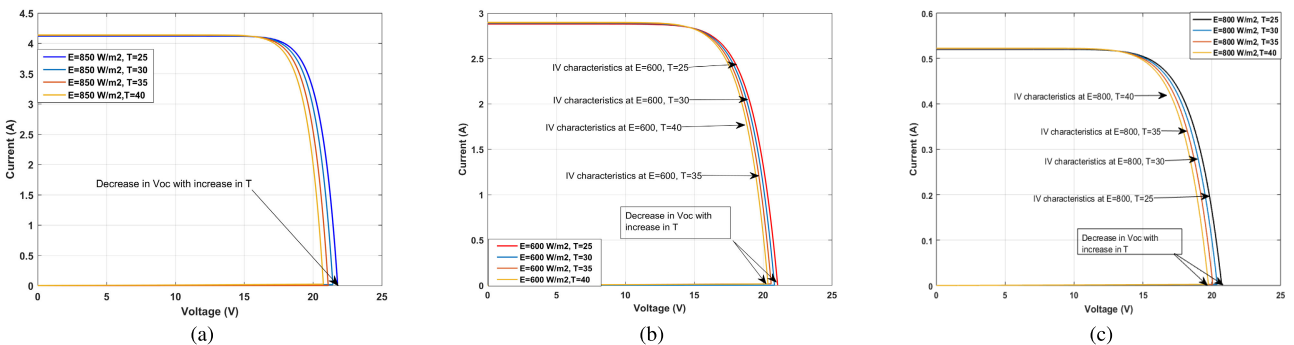 4.5
4
3.5
3
2.5
2
1.5
1
0.5
0
Current (A)
E=850 W/m2, T=25
E=850 W/m2, T=30
E=850 W/m2, T=35
E=850 W/m2,T=40
Decrease in Voc with increase in T
0 5 10 15 20 25
Voltage (V)
(a)
3
2.5
2
1.5
1
0.5
0
Current (A)
IV characteristics at E=600, T=25
IV characteristics at E=600, T=30
IV characteristics at E=600, T=40
IV characteristics at E=600, T=35
Decrease in Voc with
increase in T
E=600 W/m2, T=25
E=600 W/m2, T=30
E=600 W/m2, T=35
E=600 W/m2,T=40
0 5 10 15 20 25
Voltage (V)
(b)
0.6
0.5
0.4
0.3
0.2
0.1
0
Current (A)
E=800 W/m2, T=25
E=800 W/m2, T=30
E=800 W/m2, T=35
E=800 W/m2, T=40
IV characteristics at E=800, T=40
IV characteristics at E=800, T=35
IV characteristics at E=800, T=30
IV characteristics at E=800, T=25
Decrease in Voc with
increase in T
0 5 10 15 20 25
Voltage (V)
(c)